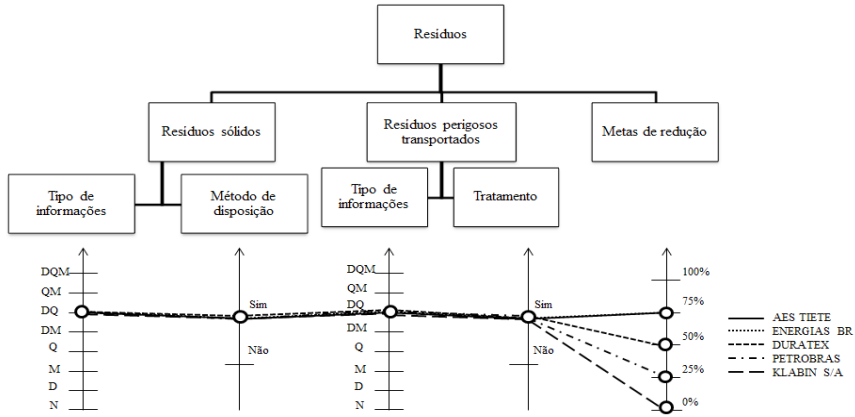 Resíduos
Resíduos sólidos
Resíduos perigosos
transportados
Metas de redução
Tipo de
informações
Método de
disposição
Tipo de
informações
Tratamento
DQM
QM
DQ
DM
Q
M
D
N
Sim
Não
DQM
QM
DQ
DM
Q
M
D
N
Sim
Não
100%
75%
50%
25%
0%
AES TIETE
ENERGIAS BR
DURATEX
PETROBRAS
KLABIN S/A